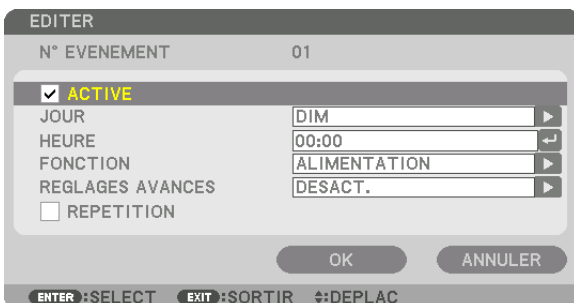 EDITER
N° EVENEMENT 01
ACTIVE
JOUR DIM
HEURE 00:00
FONCTION ALIMENTATION
REGLAGES AVANCES DESACT.
REPETITION
OK ANNULER
ENTER :SELECT EXIT :SORTIR :DEPLAC